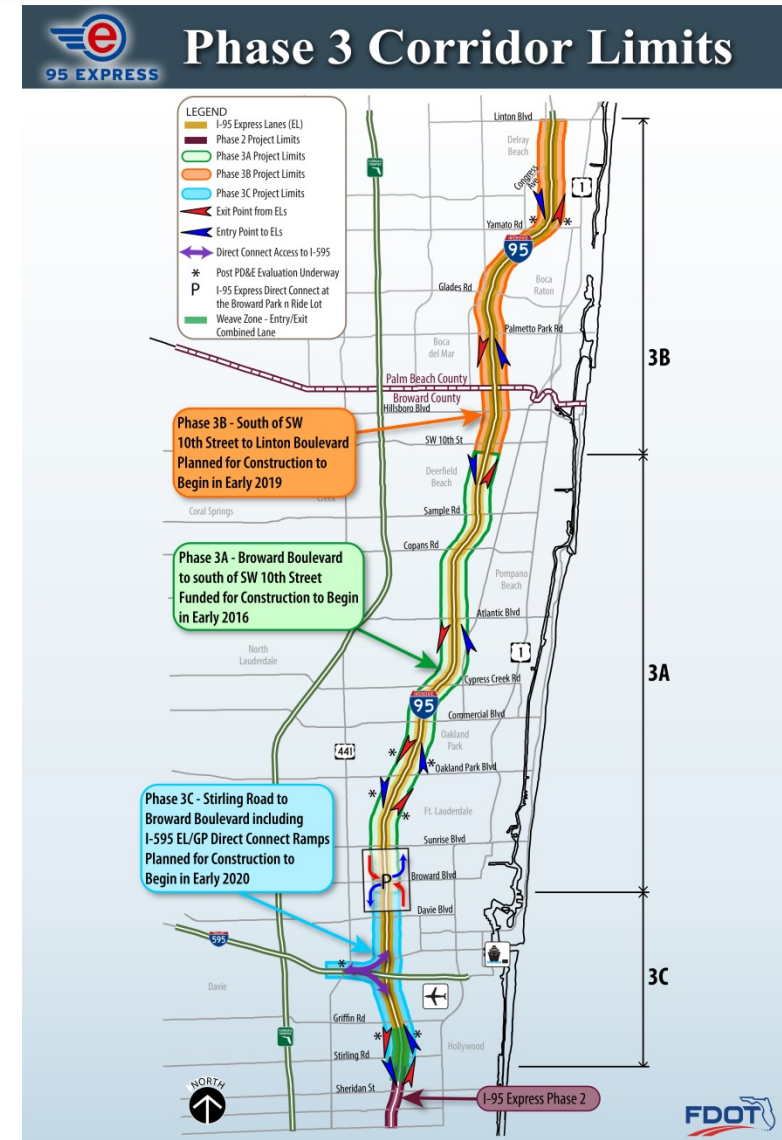 e
95 EXPRESS
Phase 3 Corridor Limits
LEGEND
I-95 Express Lanes (EL)
Phase 2 Project Limits
Phase 3A Project Limits
Phase 3B Project Limits
Phase 3C Project Limits
Exit Point from ELs
Entry Point to ELs
Direct Connect Access to I-595
* Post PD&E Evaluation Underway
P I-95 Express Direct Connect at
the Broward Park n Ride Lot
Weave Zone - Entry/Exit
Combined Lane
Linton Blvd
Delray
Beach
Congress
Ave
1
Yamato Rd
*
*
95
Glades Rd
Boca
Raton
Palmetto Park Rd
Boca
del Mar
3B
Palm Beach County
Broward County
Hillsboro Blvd
Phase 3B - South of SW
10th Street to Linton Boulevard
Planned for Construction to
Begin in Early 2019
SW 10th St
Deerfield
Beach
Creek
Coral Springs
Sample Rd
Copans Rd
Phase 3A - Broward Boulevard
to south of SW 10th Street
Funded for Construction to Begin
in Early 2016
Pompano
Beach
Atlantic Blvd
North
Lauderdale
1
3A
Cypress Creek Rd
95
Commercial Blvd
Oakland
Park
441
*
*
Oakland Park Blvd
Phase 3C - Stirling Road to
Broward Boulevard including
I-595 EL/GP Direct Connect Ramps
Planned for Construction to
Begin in Early 2020
*
*
Ft. Lauderdale
Sunrise Blvd
P
Broward Blvd
Davie Blvd
595
*
3C
Davie
Griffin Rd
*
*
Hollywood
Stirling Rd
Sheridan St
NORTH
I-95 Express Phase 2
FDOT